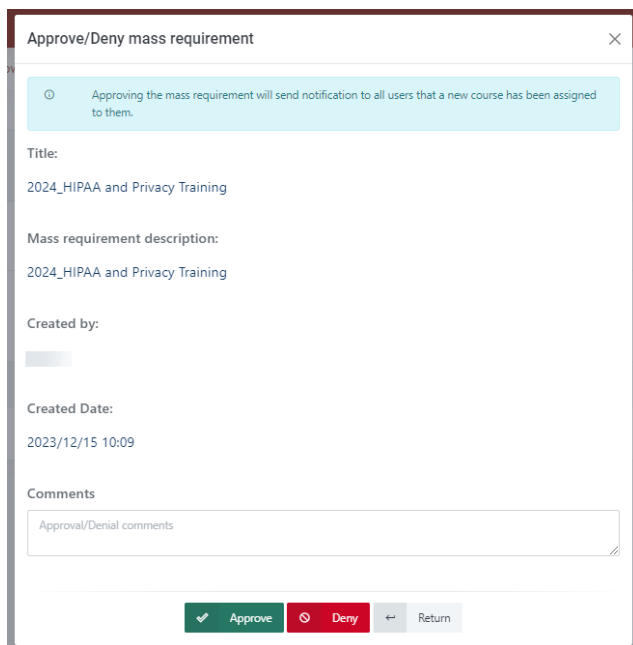 Approve/Deny mass requirement
Approving the mass requirement will send notification to all users that a new course has been assigned
to them.
Title:
2024_HIPAA and Privacy Training
Mass requirement description:
2024_HIPAA and Privacy Training
Created by:
Created Date:
2023/12/15 10:09
Comments
Approval/Denial comments
Approve
Deny
Return